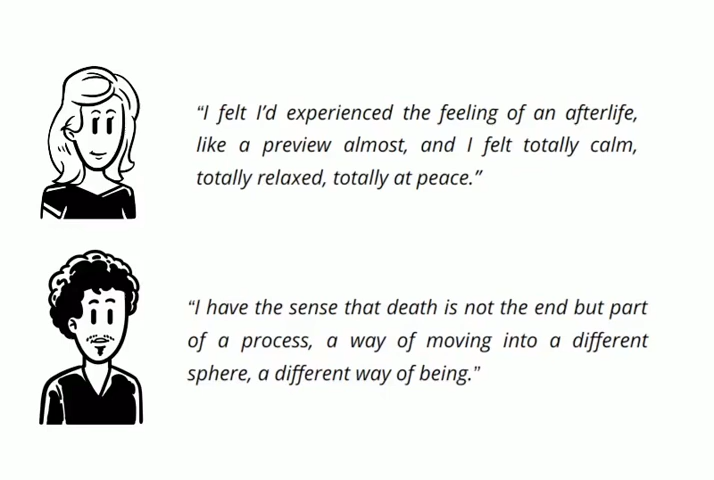 “I felt I’d experienced the feeling of an afterlife,
like a preview almost, and I felt totally calm,
totally relaxed, totally at peace.”
“I have the sense that death is not the end but part
of a process, a way of moving into a different
sphere, a different way of being.”